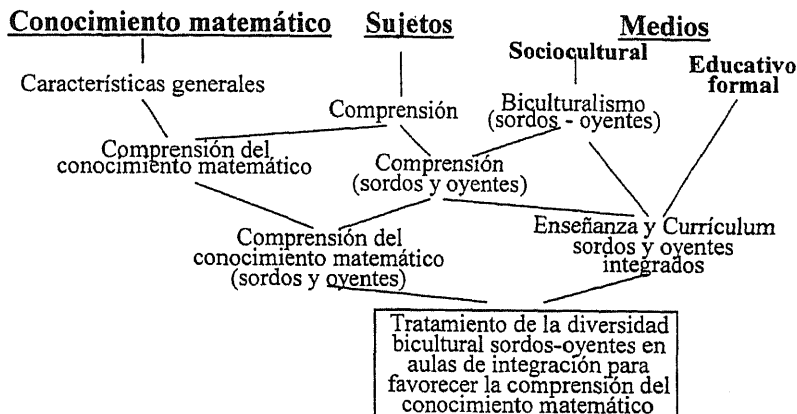 Conocimiento matemático
Sujetos
Medios
Sociocultural
Educativo
formal
Características generales
Comprensión
Biculturalismo
(sordos - oyentes)
Comprensión del
conocimiento matemático
Comprensión
(sordos y oyentes)
Comprensión del
conocimiento matemático
(sordos y oyentes)
Enseñanza y Currículum
sordos y oyentes
integrados
Tratamiento de la diversidad
bicultural sordos-oyentes en
aulas de integración para
favorecer la comprensión del
conocimiento matemático